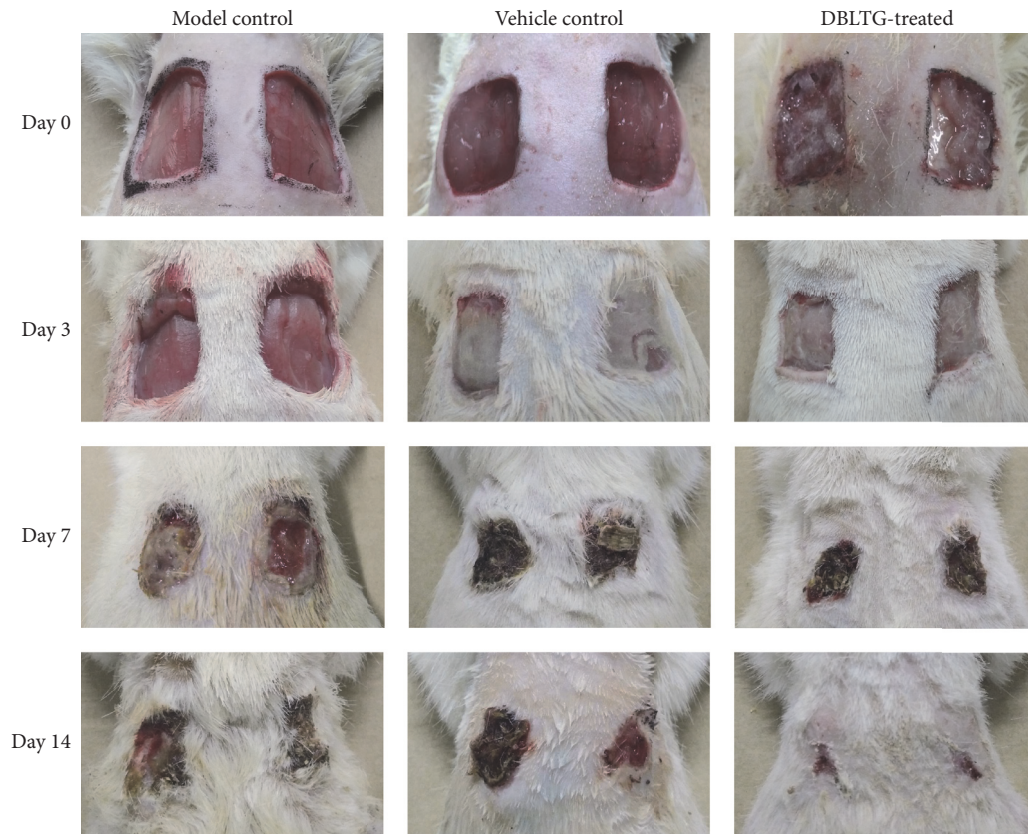 Model control
Vehicle control
DBLTG-treated
Day 0
Day 3
Day 7
Day 14